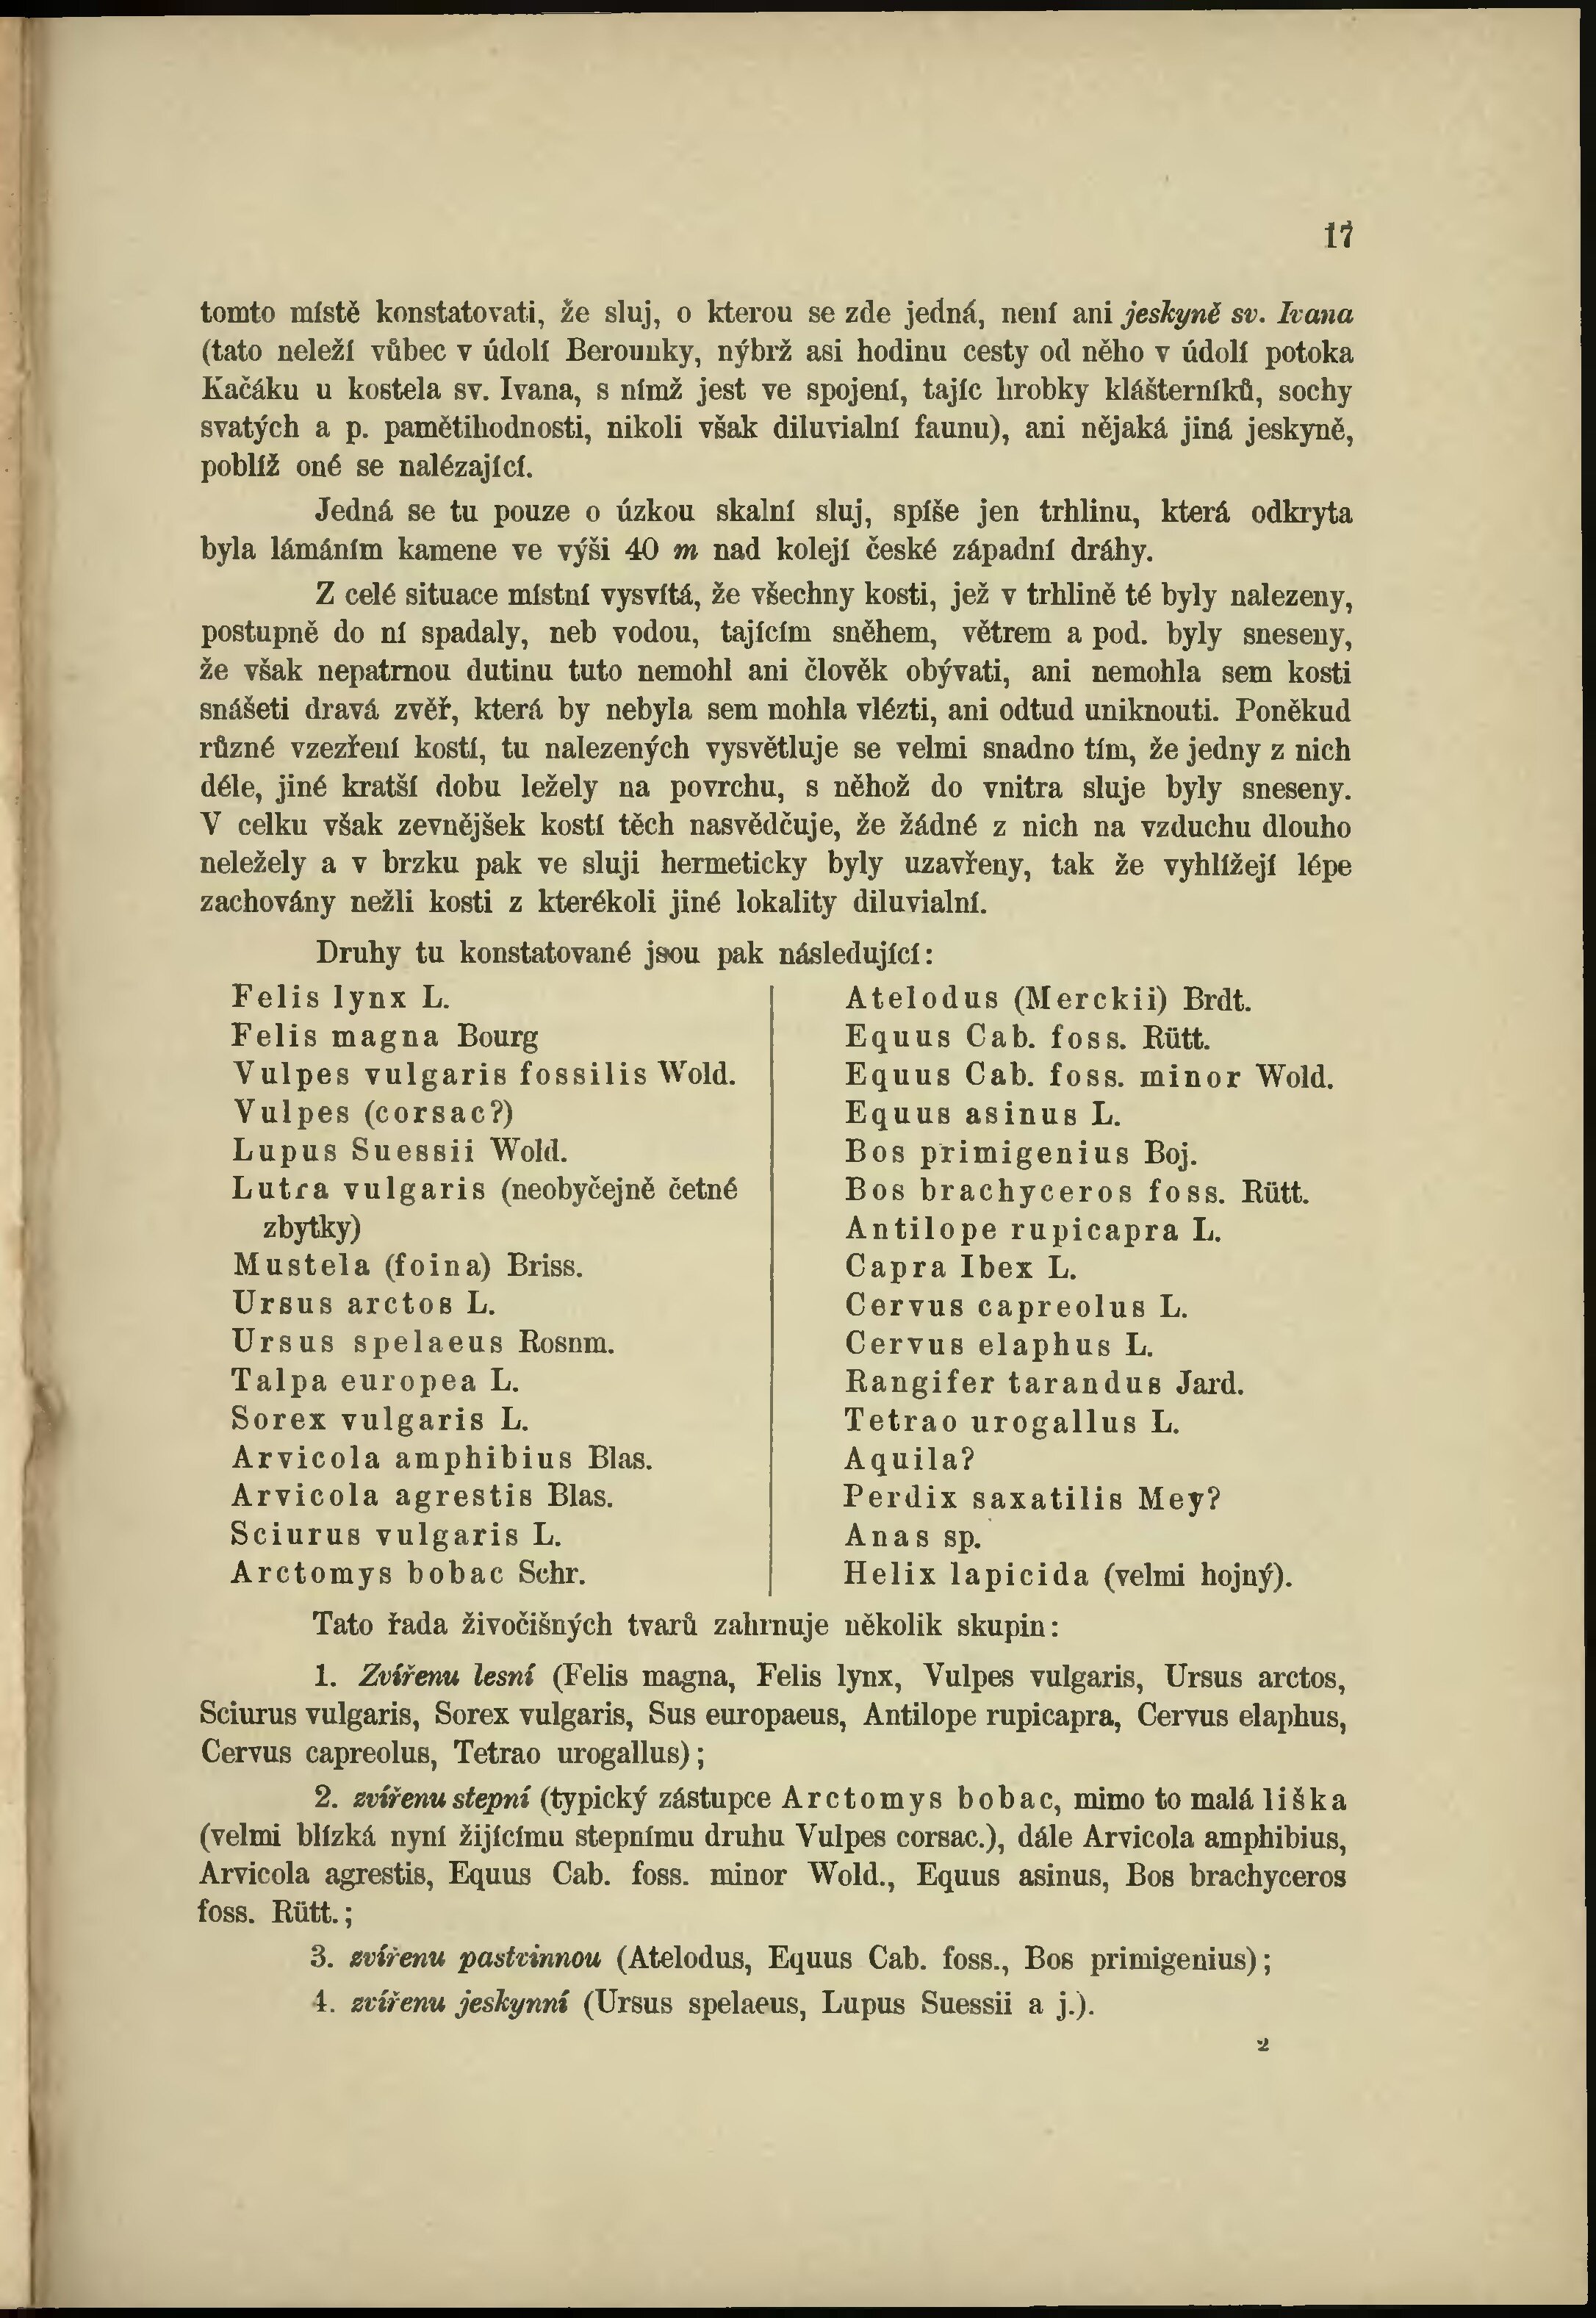 17
tomto místě konstatovati, že sluj, o kterou se zde jedná, není ani jeskyně sv. Ivana
(tato neleží vůbec v údolí Berounky, nýbrž asi hodinu cesty od něho v údolí potoka
Kačáku u kostela sv. Ivana, s nímž jest ve spojení, tajíc hrobky klášterníků, sochy
svatých a p. pamětihodnosti, nikoli však diluvialní faunu), ani nějaká jiná jeskyně,
poblíž oné se nalézající.
Jedná se tu pouze o úzkou skalní sluj, spíše jen trhlinu, která odkryta
byla lámáním kamene ve výši 40 m nad kolejí české západní dráhy.
Z celé situace místní vysvítá, že všechny kosti, jež v trhlině té byly nalezeny,
postupně do ní spadaly, neb vodou, tajícím sněhem, větrem a pod. byly sneseny,
že však nepatrnou dutinu tuto nemohl ani člověk obývati, ani nemohla sem kosti
snášeti dravá zvěř, která by nebyla sem mohla vlézti, ani odtud uniknouti. Poněkud
různé vzezření kostí, tu nalezených vysvětluje se velmi snadno tím, že jedny z nich
déle, jiné kratší dobu ležely na povrchu, s něhož do vnitra sluje byly sneseny.
V celku však zevnějšek kostí těch nasvědčuje, že žádné z nich na vzduchu dlouho
neležely a v brzku pak ve sluji hermeticky byly uzavřeny, tak že vyhlížejí lépe
zachovány nežli kosti z kterékoli jiné lokality diluvialní.
Druhy tu konstatované jsou pak následující:
Felis lynx L.
Felis magna Bourg
Vulpes vulgaris fossilis Wold.
Vulpes (corsac?)
Lupus Suessii Wold.
Lutra vulgaris (neobyčejně četné
zbytky)
Mustela (foina) Briss.
Ursus arctos L.
Ursus spelaeus Rosnm.
Talpa europea L.
Sorex vulgaris L.
Arvicola amphibius Blas.
Arvicola agrestis Blas.
Sciurus vulgaris L.
Arctomys bobac Schr.
Atelodus (Merckii) Brdt.
Equus Cab. foss. Rütt.
Equus Cab. foss. minor Wold.
Equus asinus L.
Bos primigenius Boj.
Bos brachyceros foss. Rütt.
Antilope rupicapra L.
Capra Ibex L.
Cervus capreolus L.
Cervus elaphus L.
Rangifer tarandus Jard.
Tetrao urogallus L.
Aquila?
Perdix saxatilis Mey?
Anas sp.
Helix lapicida (velmi hojný).
Tato řada živočišných tvarů zahrnuje několik skupin:
1. Zvířenu lesní (Felis magna, Felis lynx, Vulpes vulgaris, Ursus arctos,
Sciurus vulgaris, Sorex vulgaris, Sus europaeus, Antilope rupicapra, Cervus elaphus,
Cervus capreolus, Tetrao urogallus);
2. zvířenu stepní (typický zástupce Arctomys bobac, mimo to malá liška
(velmi blízká nyní žijícímu stepnímu druhu Vulpes corsac.), dále Arvicola amphibius,
Arvicola agrestis, Equus Cab. foss. minor Wold., Equus asinus, Bos brachyceros
foss. Rütt.;
3. zvířenu pastvinnou (Atelodus, Equus Cab. foss., Bos primigenius);
4. zvířenu jeskynní (Ursus spelaeus, Lupus Suessii a j.).
2